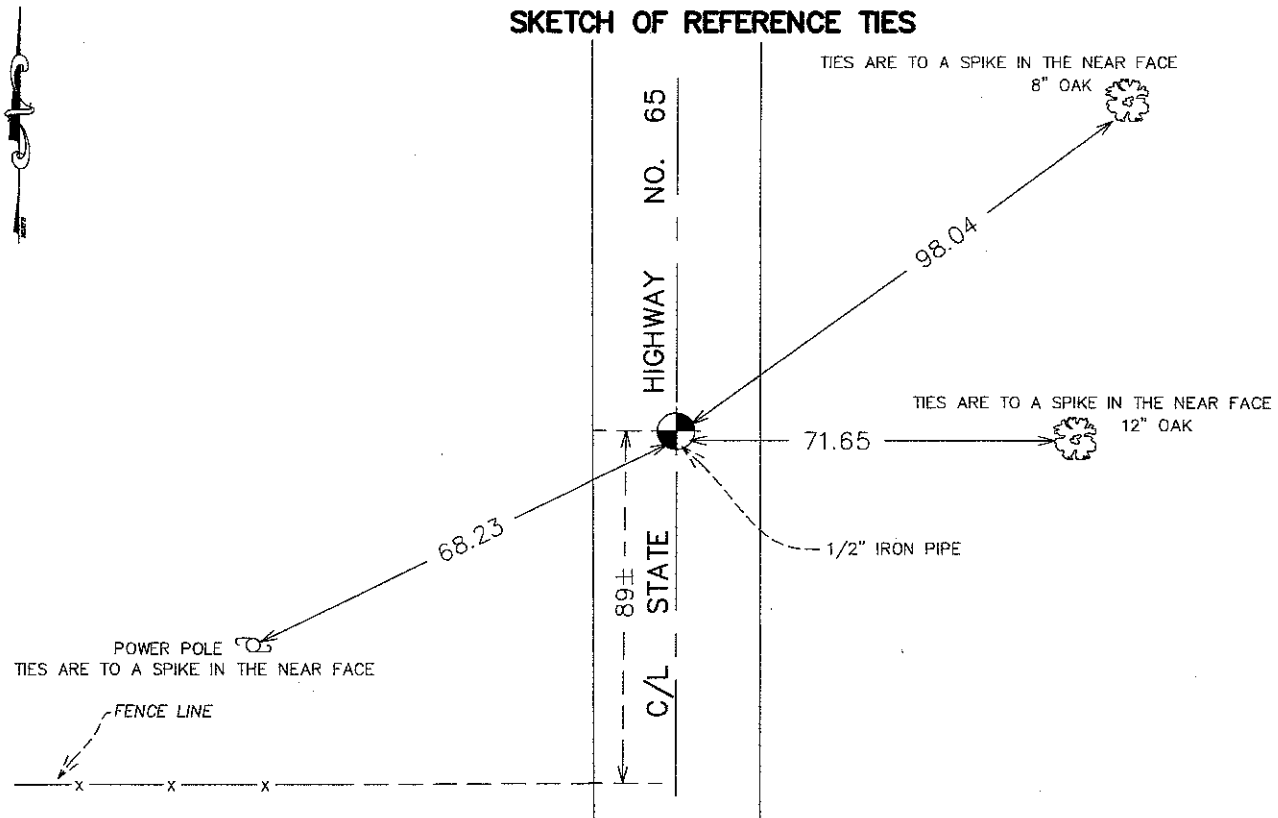 SKETCH OF REFERENCE TIES
TIES ARE TO A SPIKE IN THE NEAR FACE
8" OAK
98.04
C/L STATE HIGHWAY NO. 65
TIES ARE TO A SPIKE IN THE NEAR FACE
12" OAK
71.65
68.23
89±
1/2" IRON PIPE
POWER POLE
TIES ARE TO A SPIKE IN THE NEAR FACE
FENCE LINE
x x x